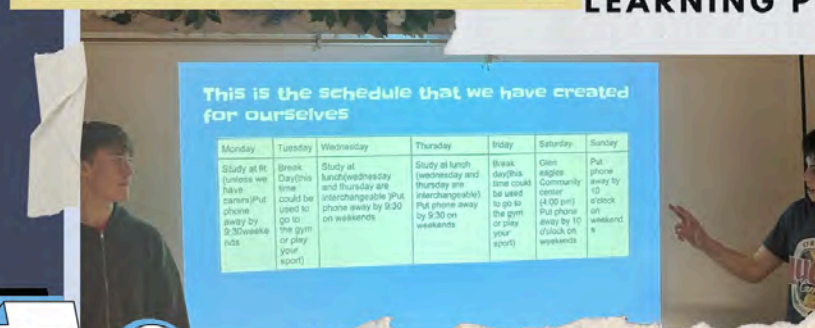 LEARNING P
This is the schedule that we have created
for ourselves
Monday
Tuesday
Wednesday
Thursday
friday
Saturday
Sunday
Study at flt
(unless we
have
careirs)Put
phone
away by
9:30weeke
nds
Break
Day(this
time
could be
used to
go to
the gym
or play
your
sport)
Study at
lunch(wednesday
and thursday are
interchangeable )Put
phone away by 9:30
on weekends
Study at lunch
(wednesday and
thursday are
interchangeable)
Put phone away
by 9:30 on
weekends
Break
day(this
time could
be used
to go to
the gym
or play
your
sport)
Glen
eagles
Community
center
(4:00 pm)
Put phone
away by 10
o'clock on
weekends
Put
phone
away by
10
o'clock
on
weekend
s